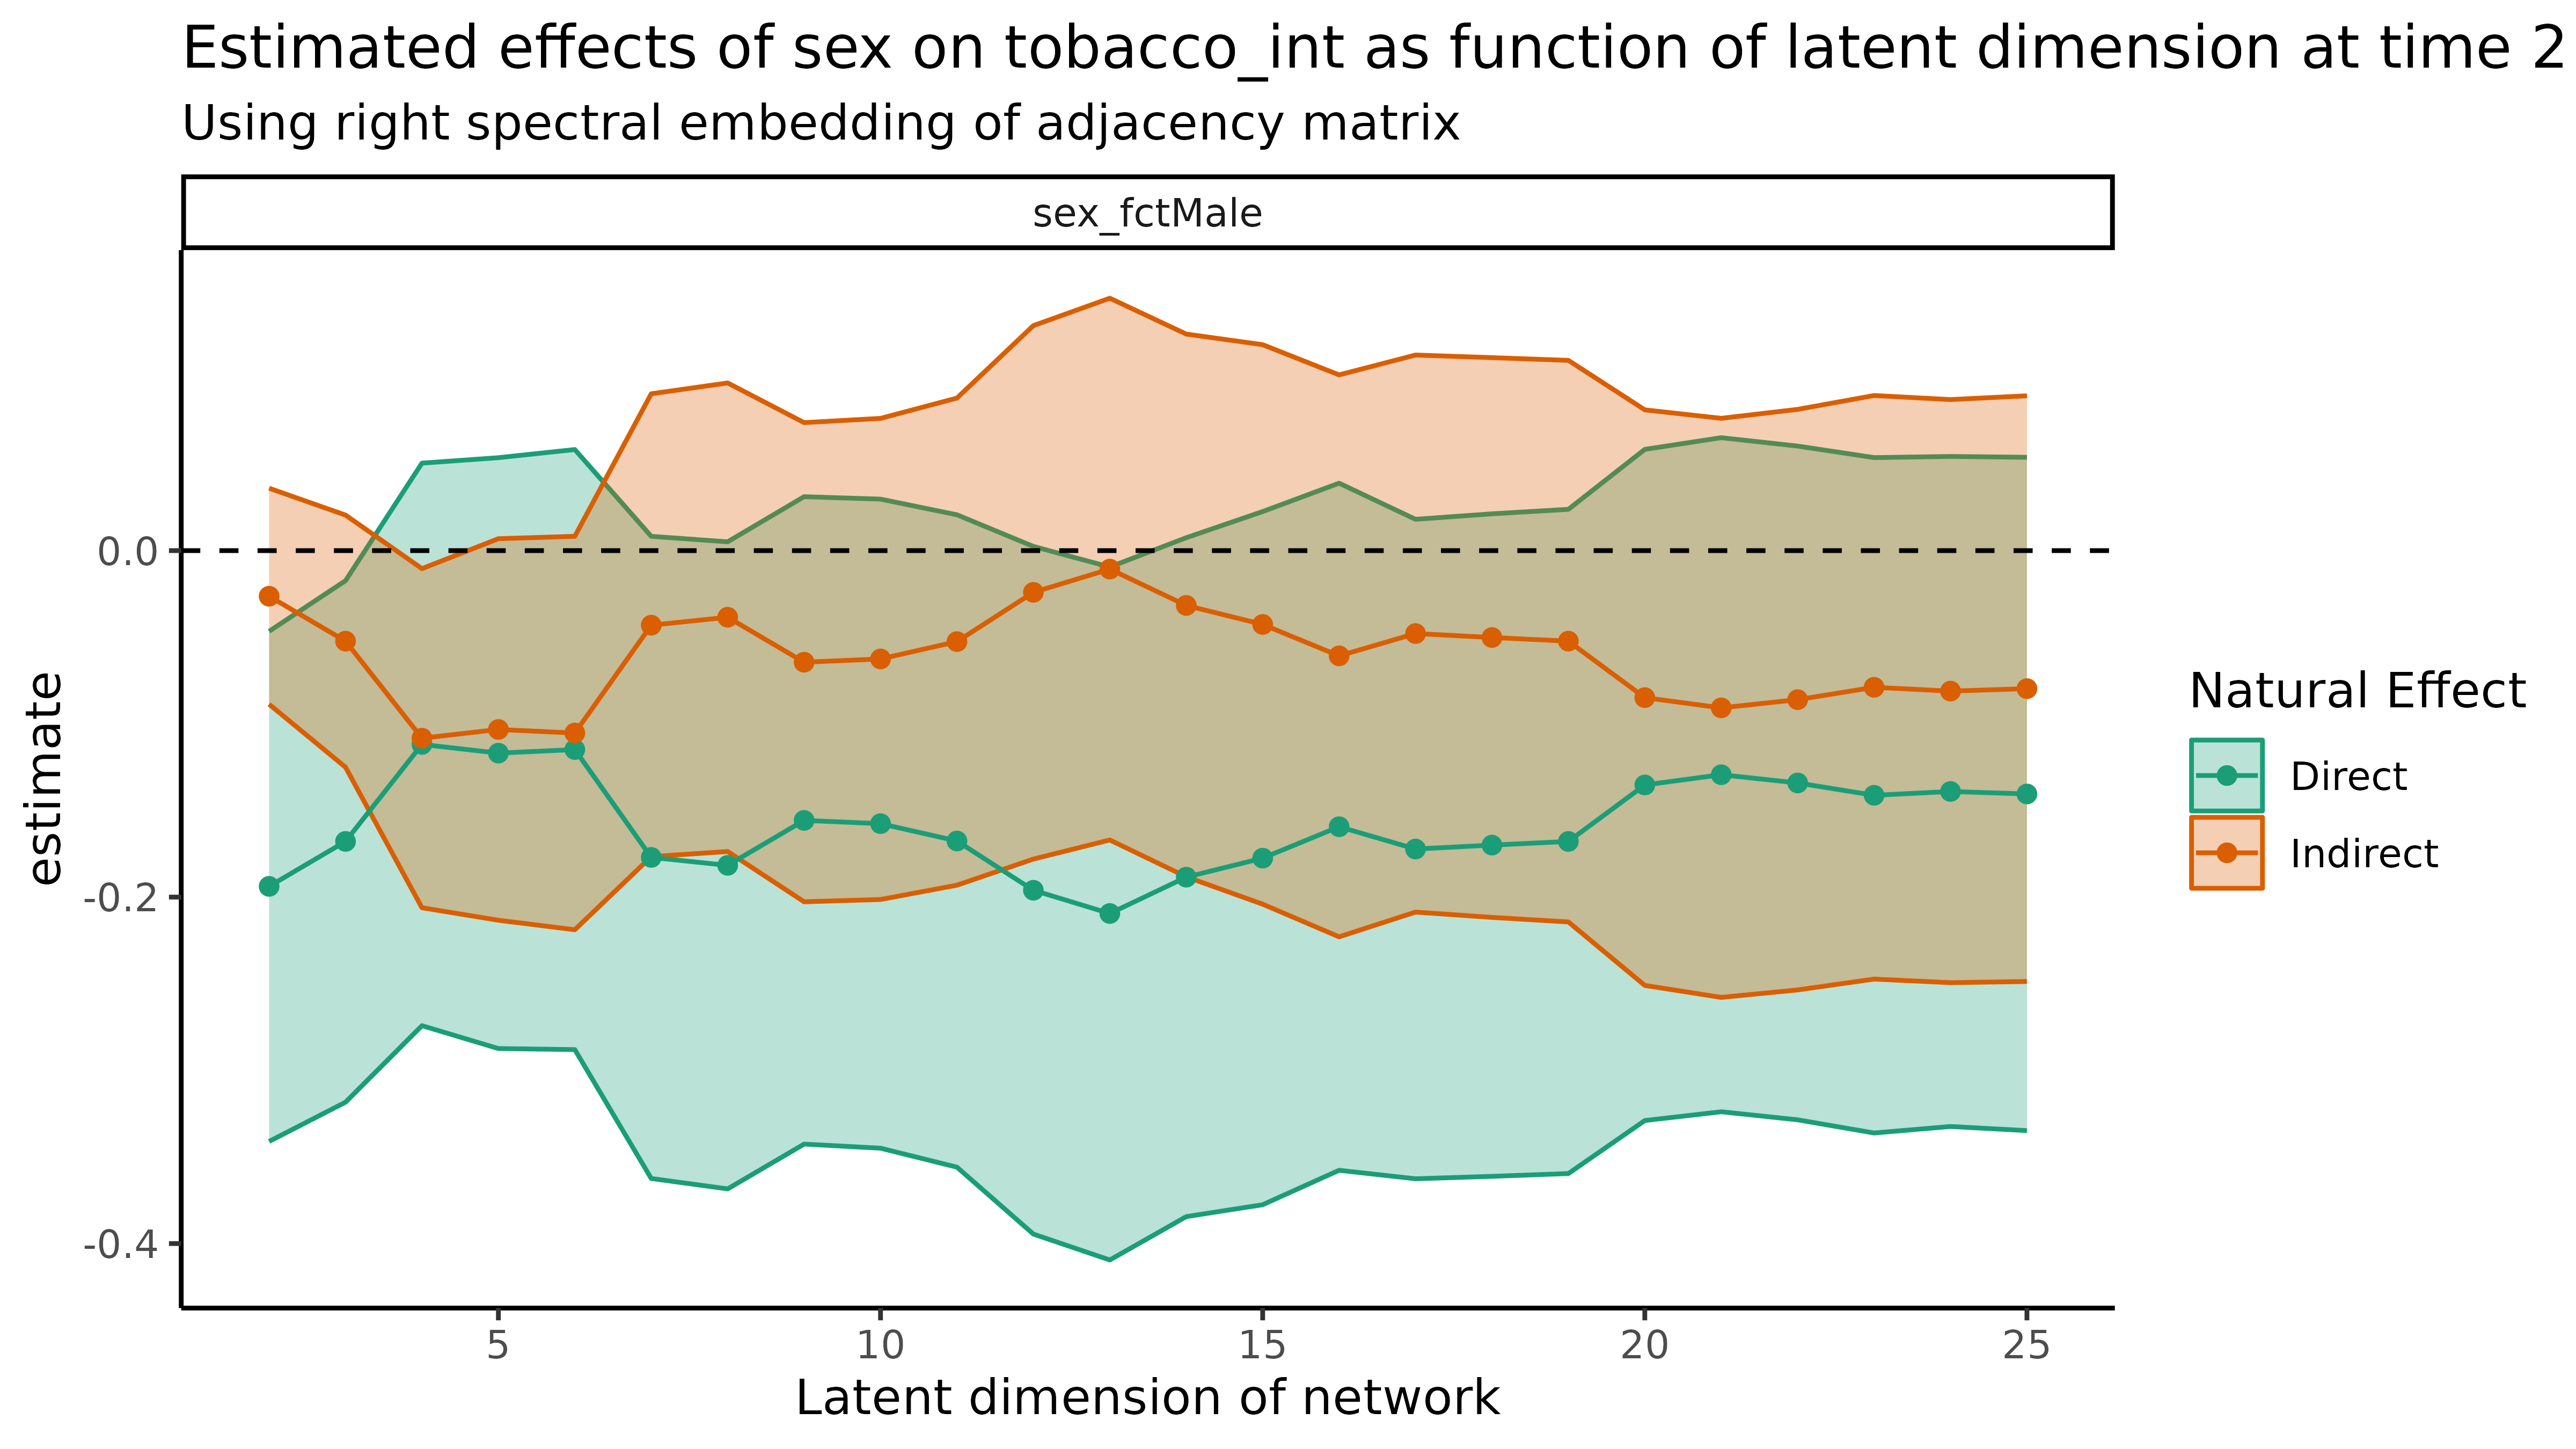 Estimated effects of sex on tobacco_int as function of latent dimension at time 2
Using right spectral embedding of adjacency matrix
sex_fctMale
0.0
-0.2
-0.4
estimate
5 10 15 20 25
Latent dimension of network
Natural Effect
Direct
Indirect